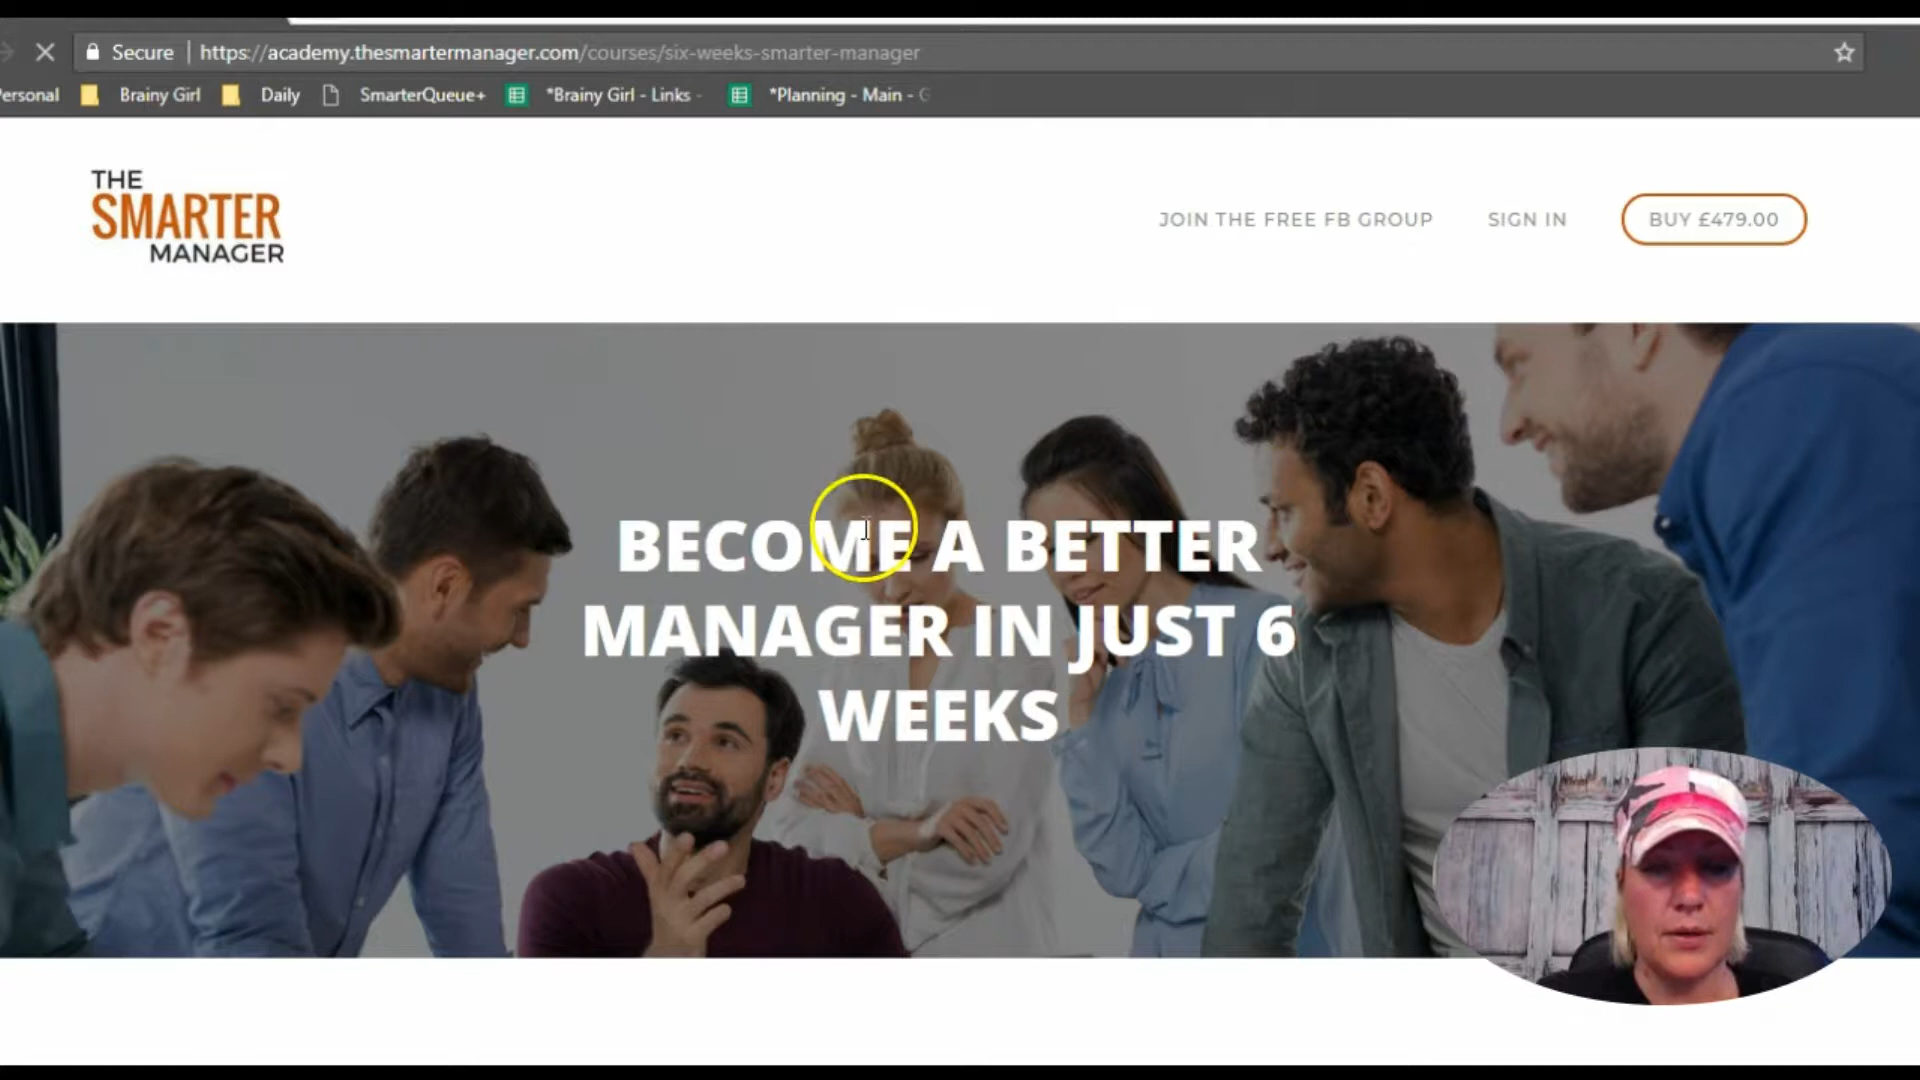 Secure | https://academy.thesmartermanager.com/courses/six-weeks-smarter-manager
ersonal Brainy Girl Daily SmarterQueue+ *Brainy Girl - Links - *Planning - Main - G
THE
SMARTER
MANAGER
JOIN THE FREE FB GROUP SIGN IN BUY £479.00
BECOME A BETTER
MANAGER IN JUST 6
WEEKS